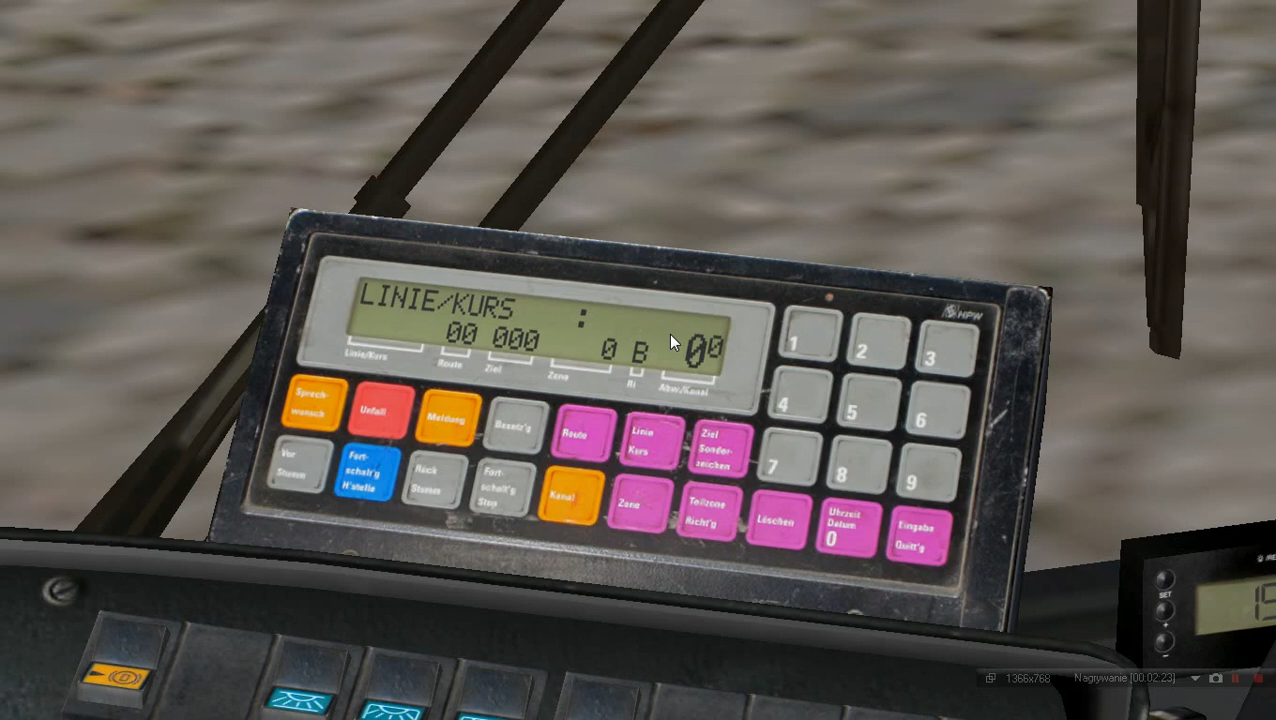 LINIE/KURS :
00 000 0 B 00
Linie/Kurs Route Ziel Zone Ri Abw./Kanal
HPW
1 2 3
4 5 6
7 8 9
Sprech-
wunsch
Unfall
Meldung
Besetz'g
Route
Linie
Kurs
Ziel
Sonder-
zeichen
Vor
Stamm
Fort-
schalt'g
H'stelle
Rück
Stamm
Fort-
schalt'g
Stop
Kanal
Zone
Teilzone
Richt'g
Löschen
Uhrzeit
Datum
0
Eingabe
Quitt'g
SET
+
-
1366x768 Nagrywanie [00:02:23]